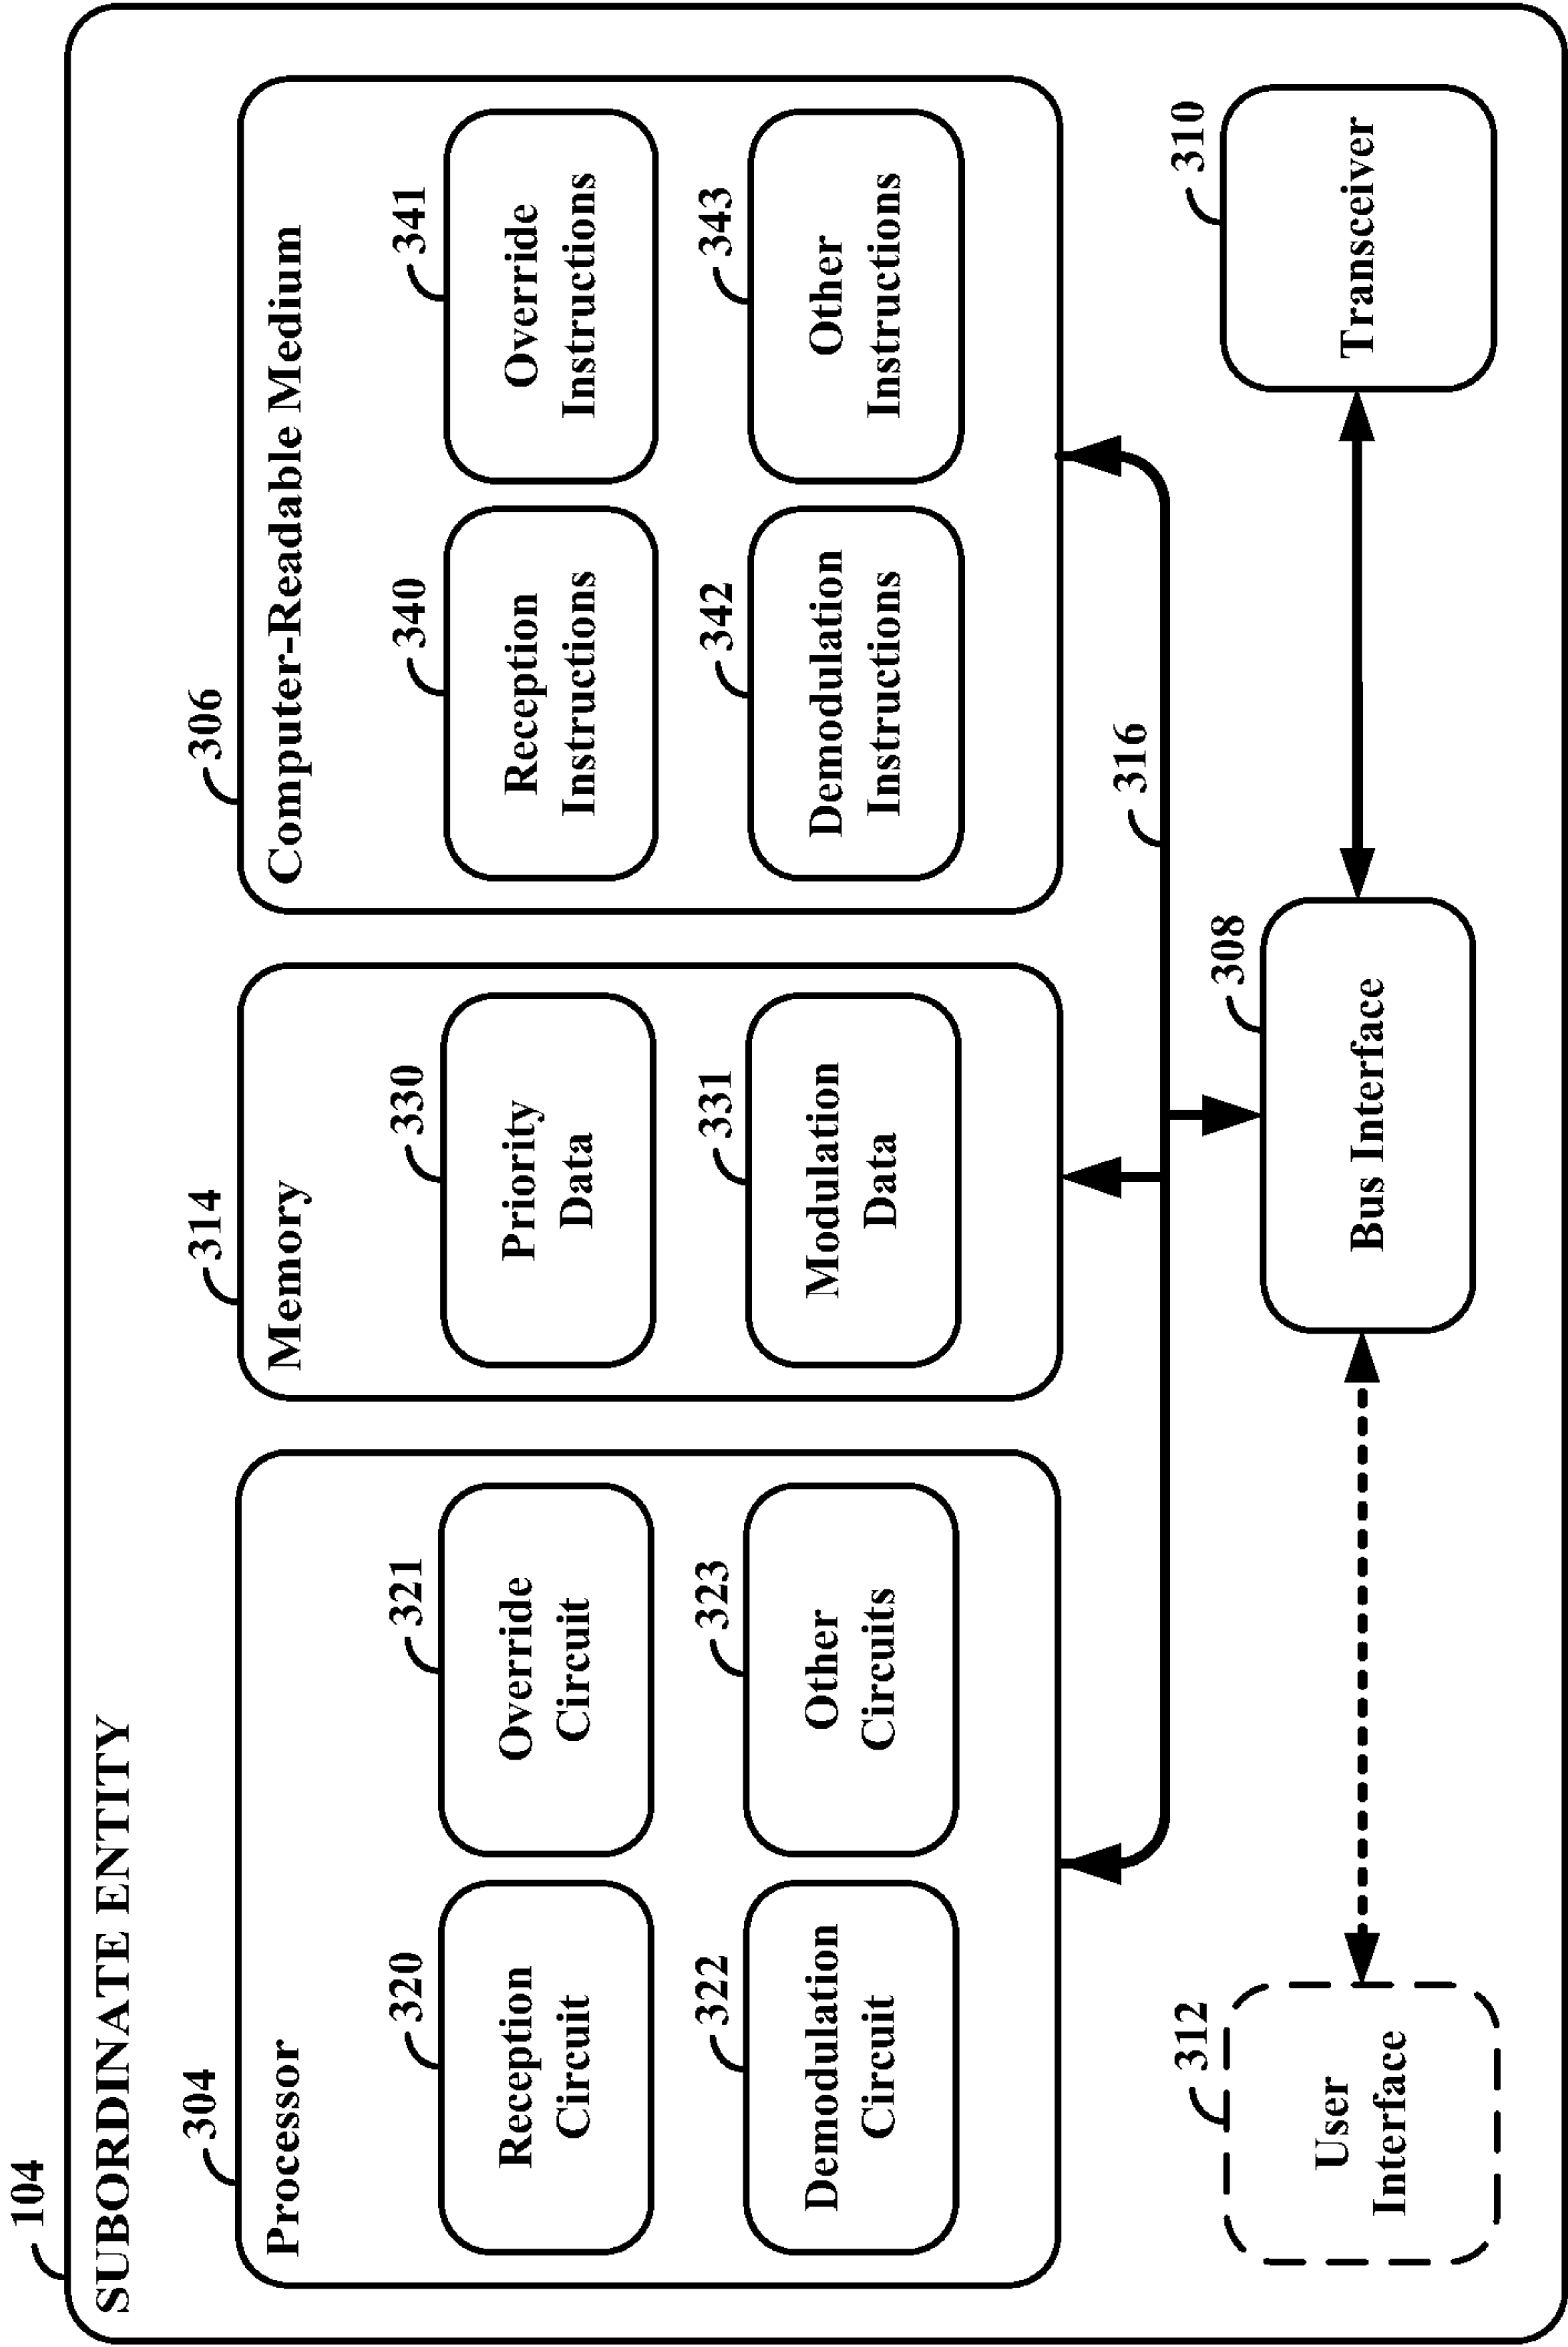 104
SUBORDINATE ENTITY
304
Processor
320
Reception
Circuit
321
Override
Circuit
322
Demodulation
Circuit
323
Other
Circuits
314
Memory
330
Priority
Data
331
Modulation
Data
306
Computer-Readable Medium
340
Reception
Instructions
341
Override
Instructions
342
Demodulation
Instructions
343
Other
Instructions
316
312
User
Interface
308
Bus Interface
310
Transceiver